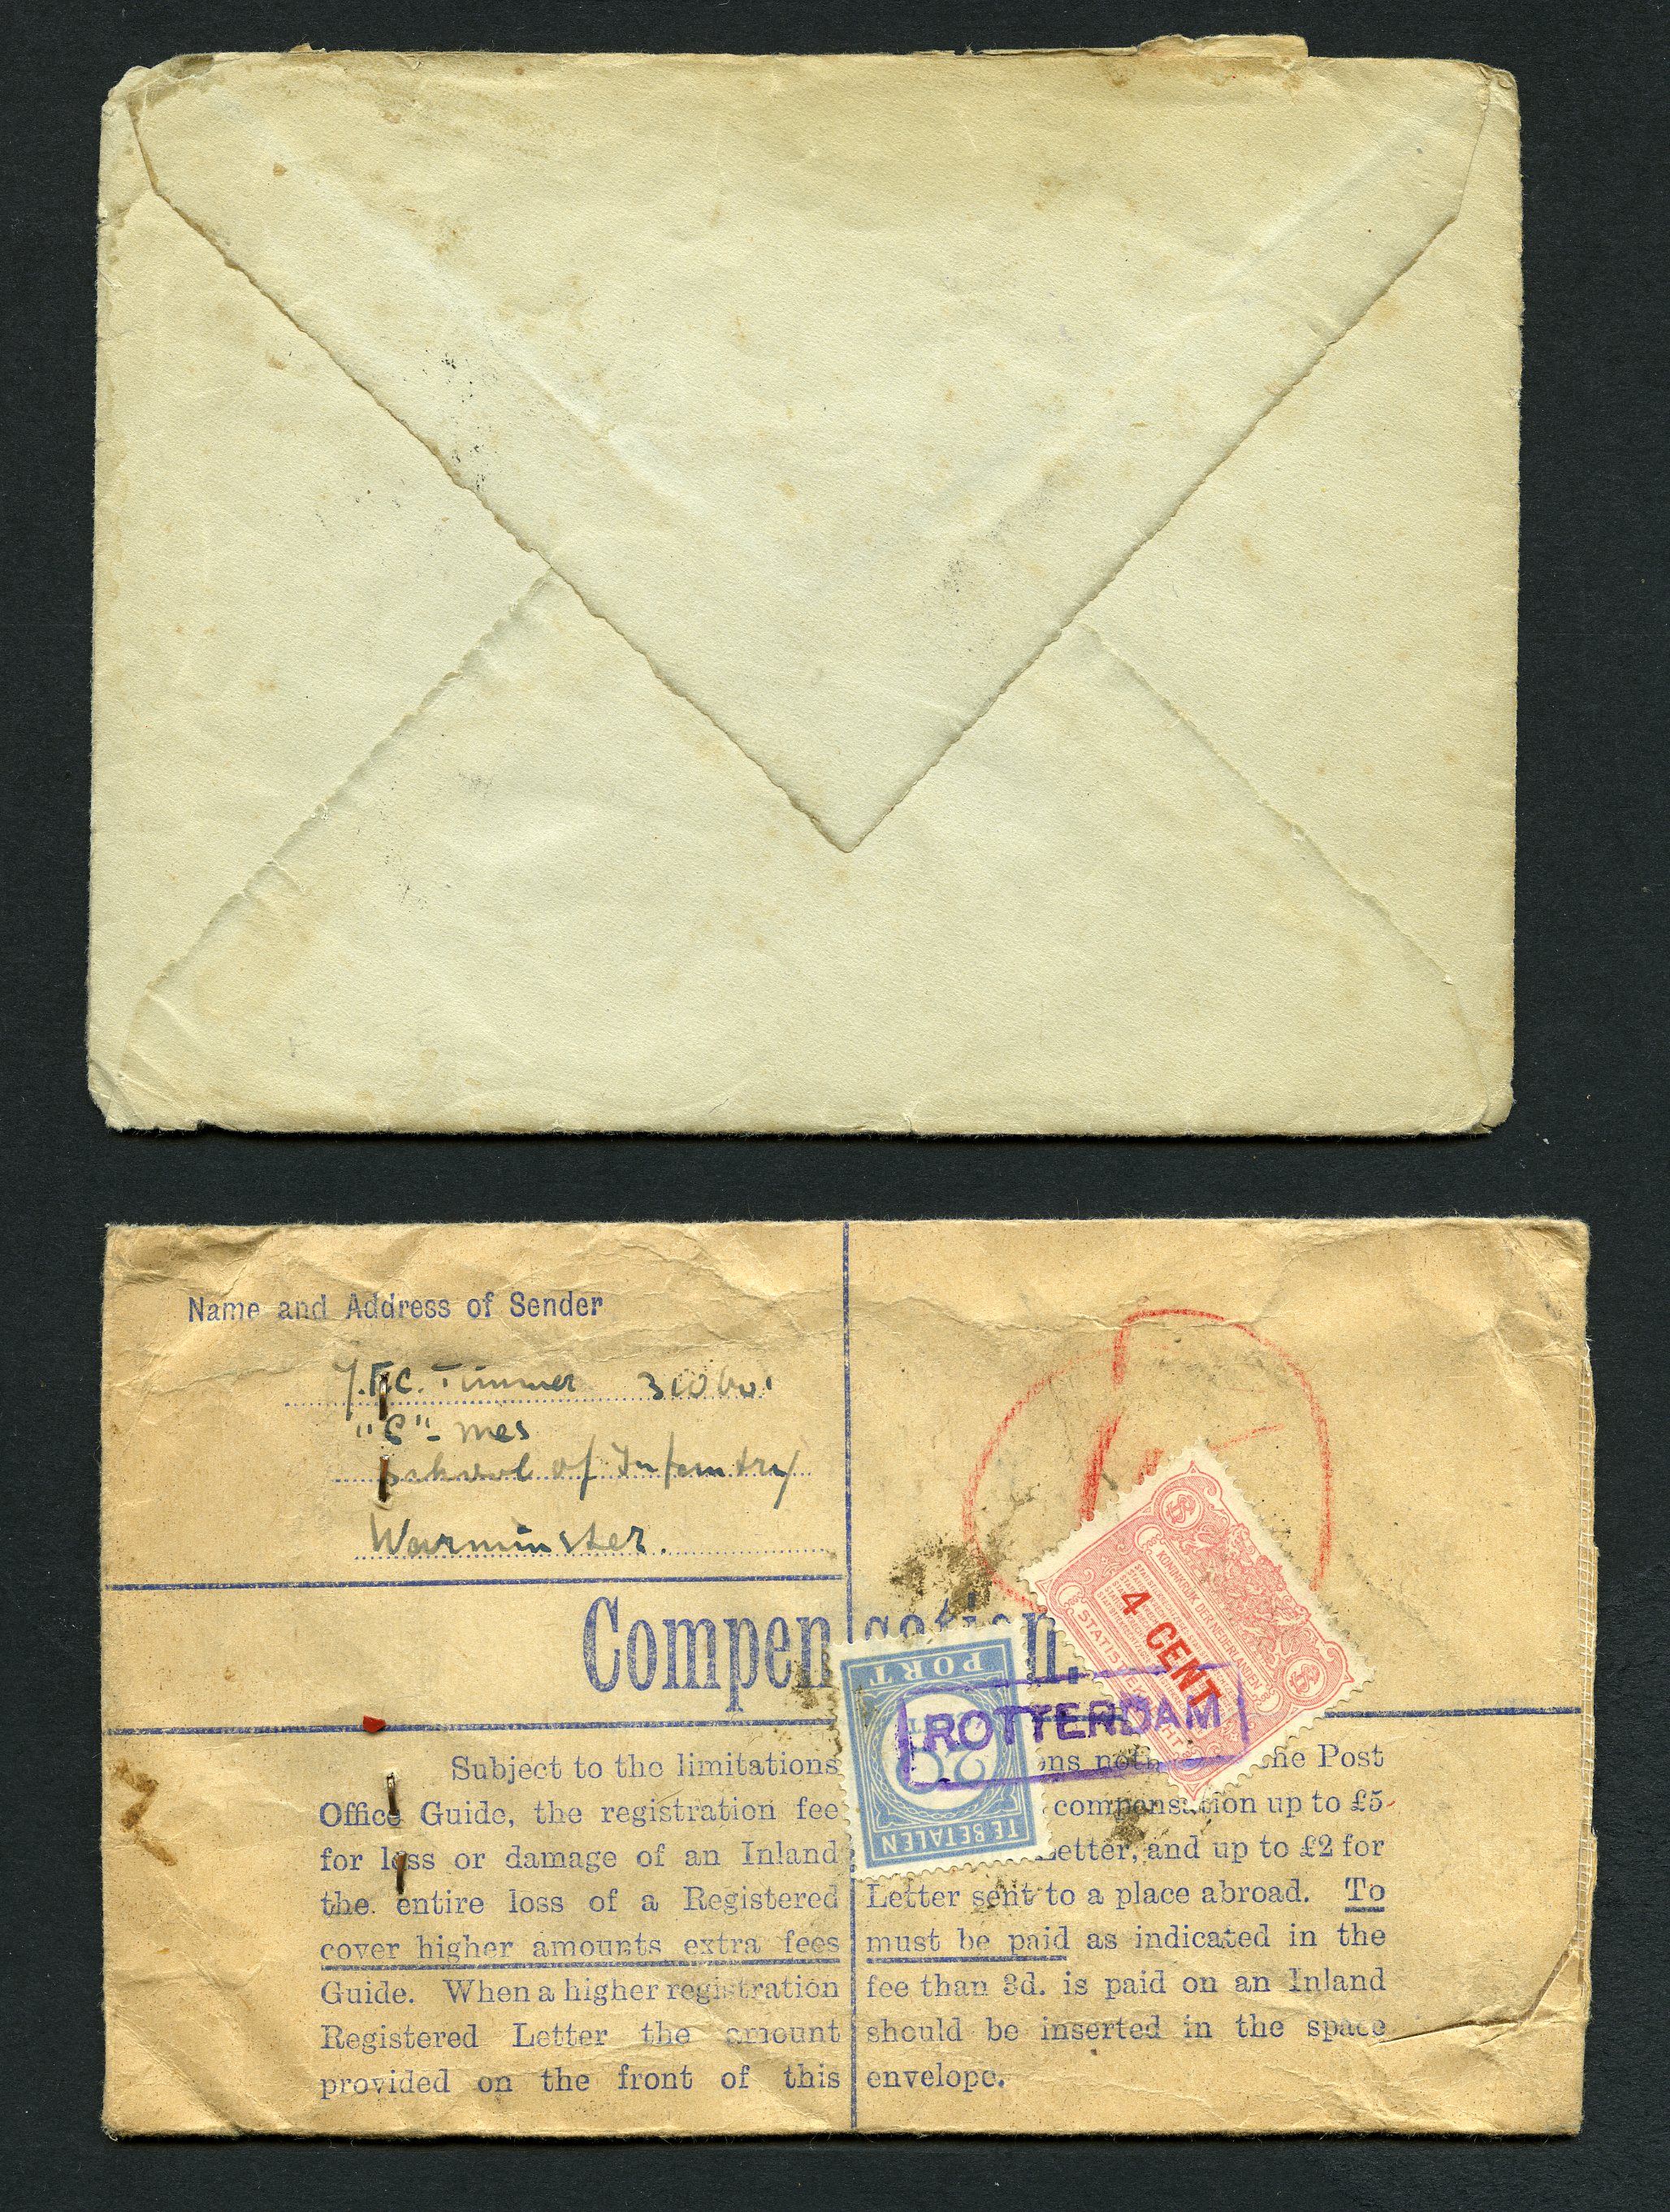 Name and Address of Sender
Timmer
"C" - mes
School of Infantry
Warminster.
Compen n.
Subject to the limitations ons not he Post
Office Guide, the registration fee compensation up to £5
for loss or damage of an Inland Letter, and up to £2 for
the entire loss of a Registered Letter sent to a place abroad. To
cover higher amounts extra fees must be paid as indicated in the
Guide. When a higher registration fee than 3d. is paid on an Inland
Registered Letter the amount should be inserted in the space
provided on the front of this envelope.
KONINKRIJK DER NEDERLANDEN
4 CENT
STATISTIEKRECHT
ROTTERDAM
PORT
20
TE BETALEN